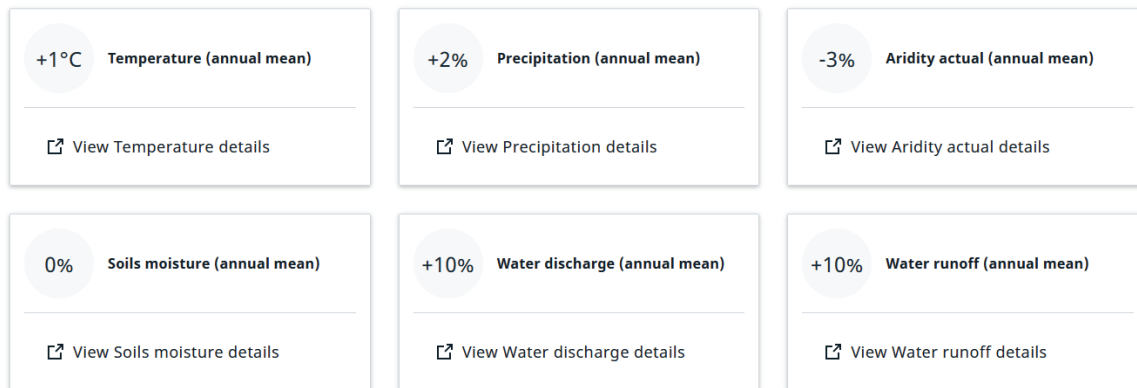 +1°C Temperature (annual mean)
View Temperature details
+2% Precipitation (annual mean)
View Precipitation details
-3% Aridity actual (annual mean)
View Aridity actual details
0% Soils moisture (annual mean)
View Soils moisture details
+10% Water discharge (annual mean)
View Water discharge details
+10% Water runoff (annual mean)
View Water runoff details